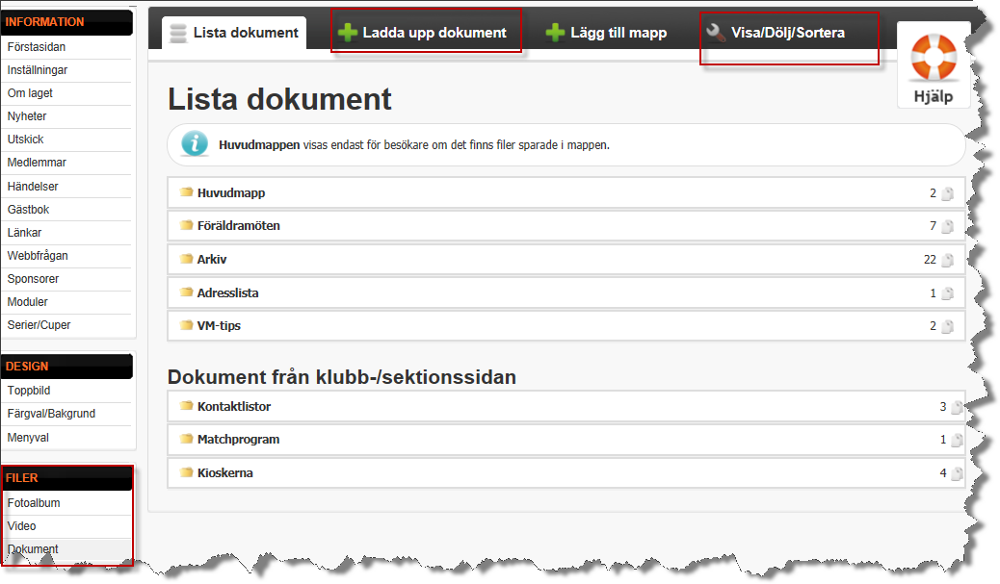 INFORMATION
Förstasidan
Inställningar
Om laget
Nyheter
Utskick
Medlemmar
Händelser
Gästbok
Länkar
Webbfrågan
Sponsorer
Moduler
Serier/Cuper
DESIGN
Toppbild
Färgval/Bakgrund
Menyval
FILER
Fotoalbum
Video
Dokument
Lista dokument
Ladda upp dokument
Lägg till mapp
Visa/Dölj/Sortera
Hjälp
Lista dokument
Huvudmappen visas endast för besökare om det finns filer sparade i mappen.
Huvudmapp 2
Föräldramöten 7
Arkiv 22
Adresslista 1
VM-tips 2
Dokument från klubb-/sektionssidan
Kontaktlistor 3
Matchprogram 1
Kioskerna 4